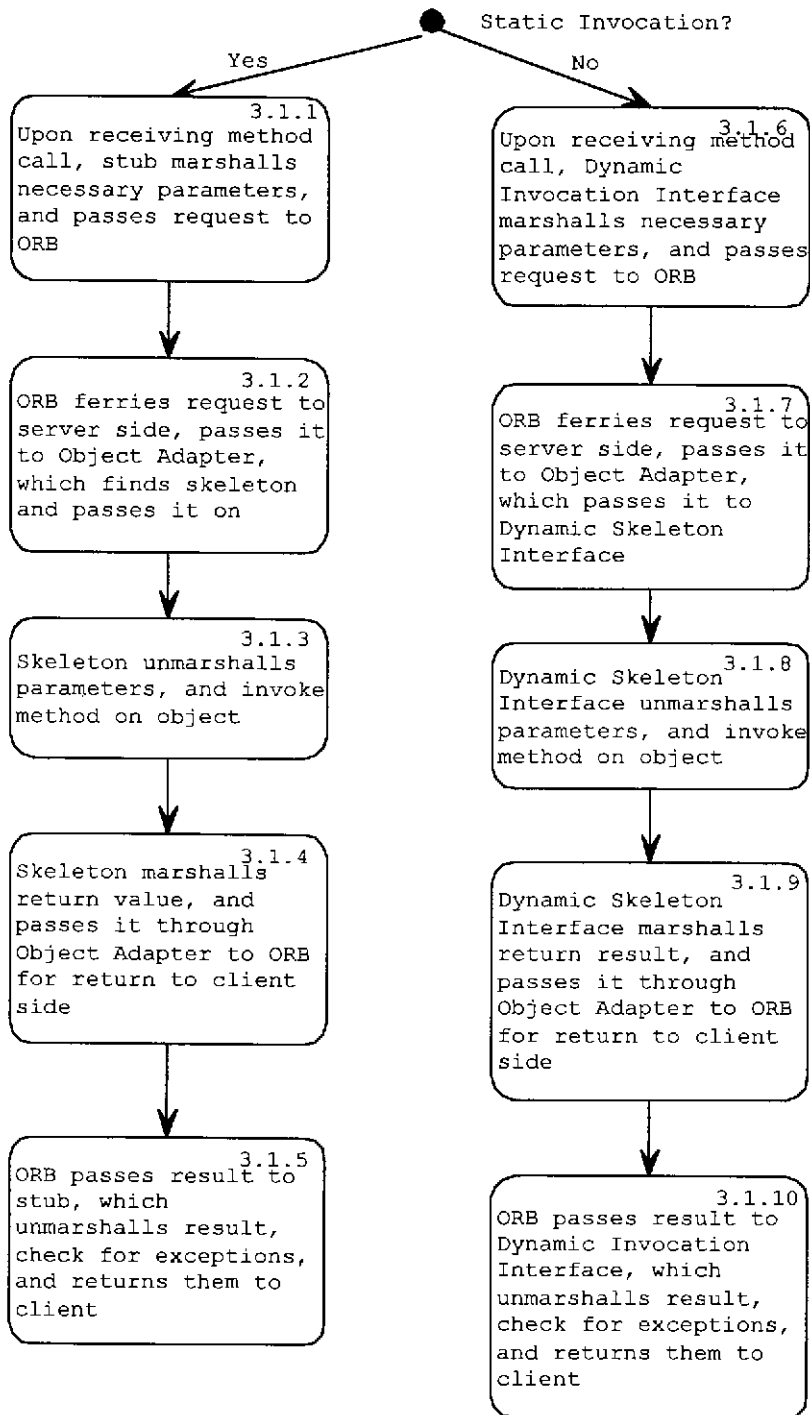 Static Invocation?
Yes
No
3.1.1
Upon receiving method
call, stub marshalls
necessary parameters,
and passes request to
ORB
3.1.2
ORB ferries request to
server side, passes it
to Object Adapter,
which finds skeleton
and passes it on
3.1.3
Skeleton unmarshalls
parameters, and invoke
method on object
3.1.4
Skeleton marshalls
return value, and
passes it through
Object Adapter to ORB
for return to client
side
3.1.5
ORB passes result to
stub, which
unmarshalls result,
check for exceptions,
and returns them to
client
3.1.6
Upon receiving method
call, Dynamic
Invocation Interface
marshalls necessary
parameters, and passes
request to ORB
3.1.7
ORB ferries request to
server side, passes it
to Object Adapter,
which passes it to
Dynamic Skeleton
Interface
3.1.8
Dynamic Skeleton
Interface unmarshalls
parameters, and invoke
method on object
3.1.9
Dynamic Skeleton
Interface marshalls
return result, and
passes it through
Object Adapter to ORB
for return to client
side
3.1.10
ORB passes result to
Dynamic Invocation
Interface, which
unmarshalls result,
check for exceptions,
and returns them to
client